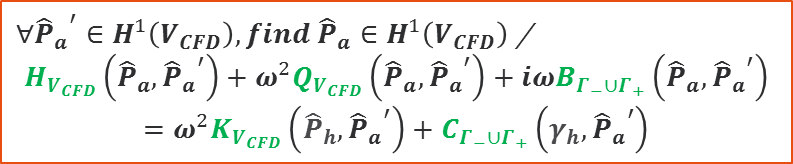 ∀P̂ₐ′ ∈ H¹(V_CFD), find P̂ₐ ∈ H¹(V_CFD) /
H_{V_CFD}(P̂ₐ, P̂ₐ′) + ω²Q_{V_CFD}(P̂ₐ, P̂ₐ′) + iωB_{Γ₋∪Γ₊}(P̂ₐ, P̂ₐ′)
= ω²K_{V_CFD}(P̂ₕ, P̂ₐ′) + C_{Γ₋∪Γ₊}(γₕ, P̂ₐ′)